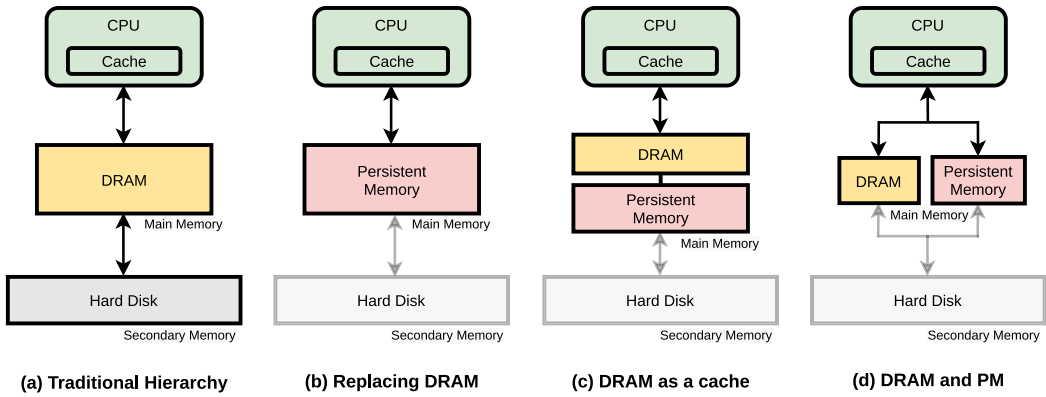 CPU
Cache
DRAM
Main Memory
Hard Disk
Secondary Memory
(a) Traditional Hierarchy
CPU
Cache
Persistent
Memory
Main Memory
Hard Disk
Secondary Memory
(b) Replacing DRAM
CPU
Cache
DRAM
Persistent
Memory
Main Memory
Hard Disk
Secondary Memory
(c) DRAM as a cache
CPU
Cache
DRAM
Persistent
Memory
Main Memory
Hard Disk
Secondary Memory
(d) DRAM and PM